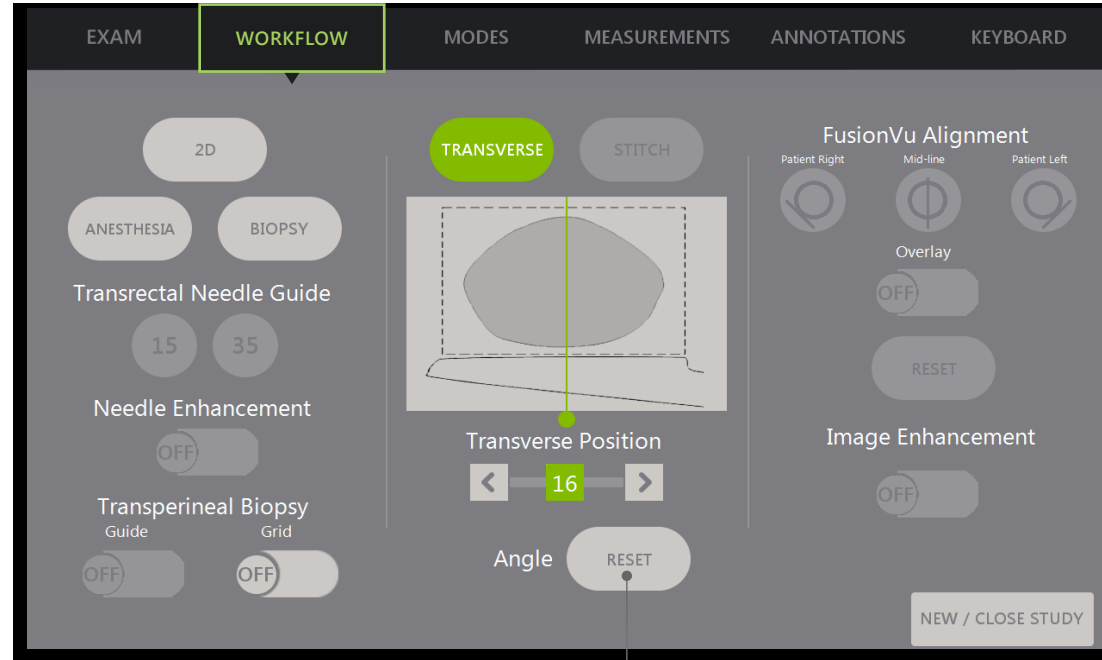 EXAM WORKFLOW MODES MEASUREMENTS ANNOTATIONS KEYBOARD
2D
ANESTHESIA BIOPSY
Transrectal Needle Guide
15 35
Needle Enhancement
OFF
Transperineal Biopsy
Guide Grid
OFF OFF
TRANSVERSE STITCH
Transverse Position
< 16 >
Angle RESET
FusionVu Alignment
Patient Right Mid-line Patient Left
Overlay
OFF
RESET
Image Enhancement
OFF
NEW / CLOSE STUDY